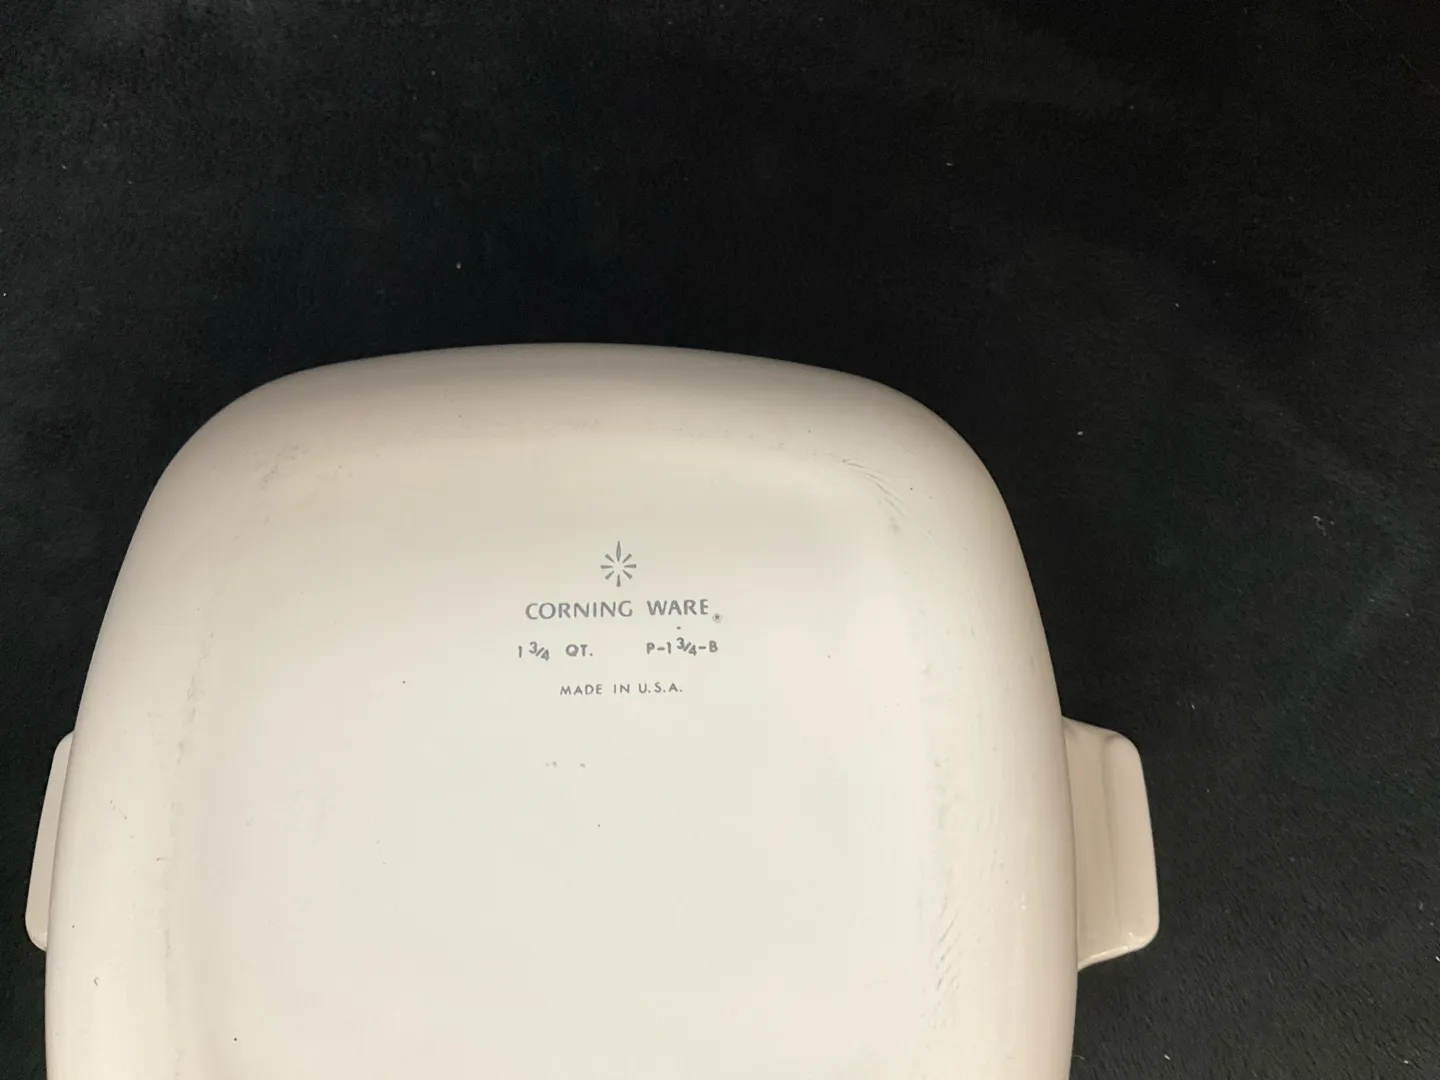 CORNING WARE®
1 3/4 QT. P-1 3/4-B
MADE IN U.S.A.